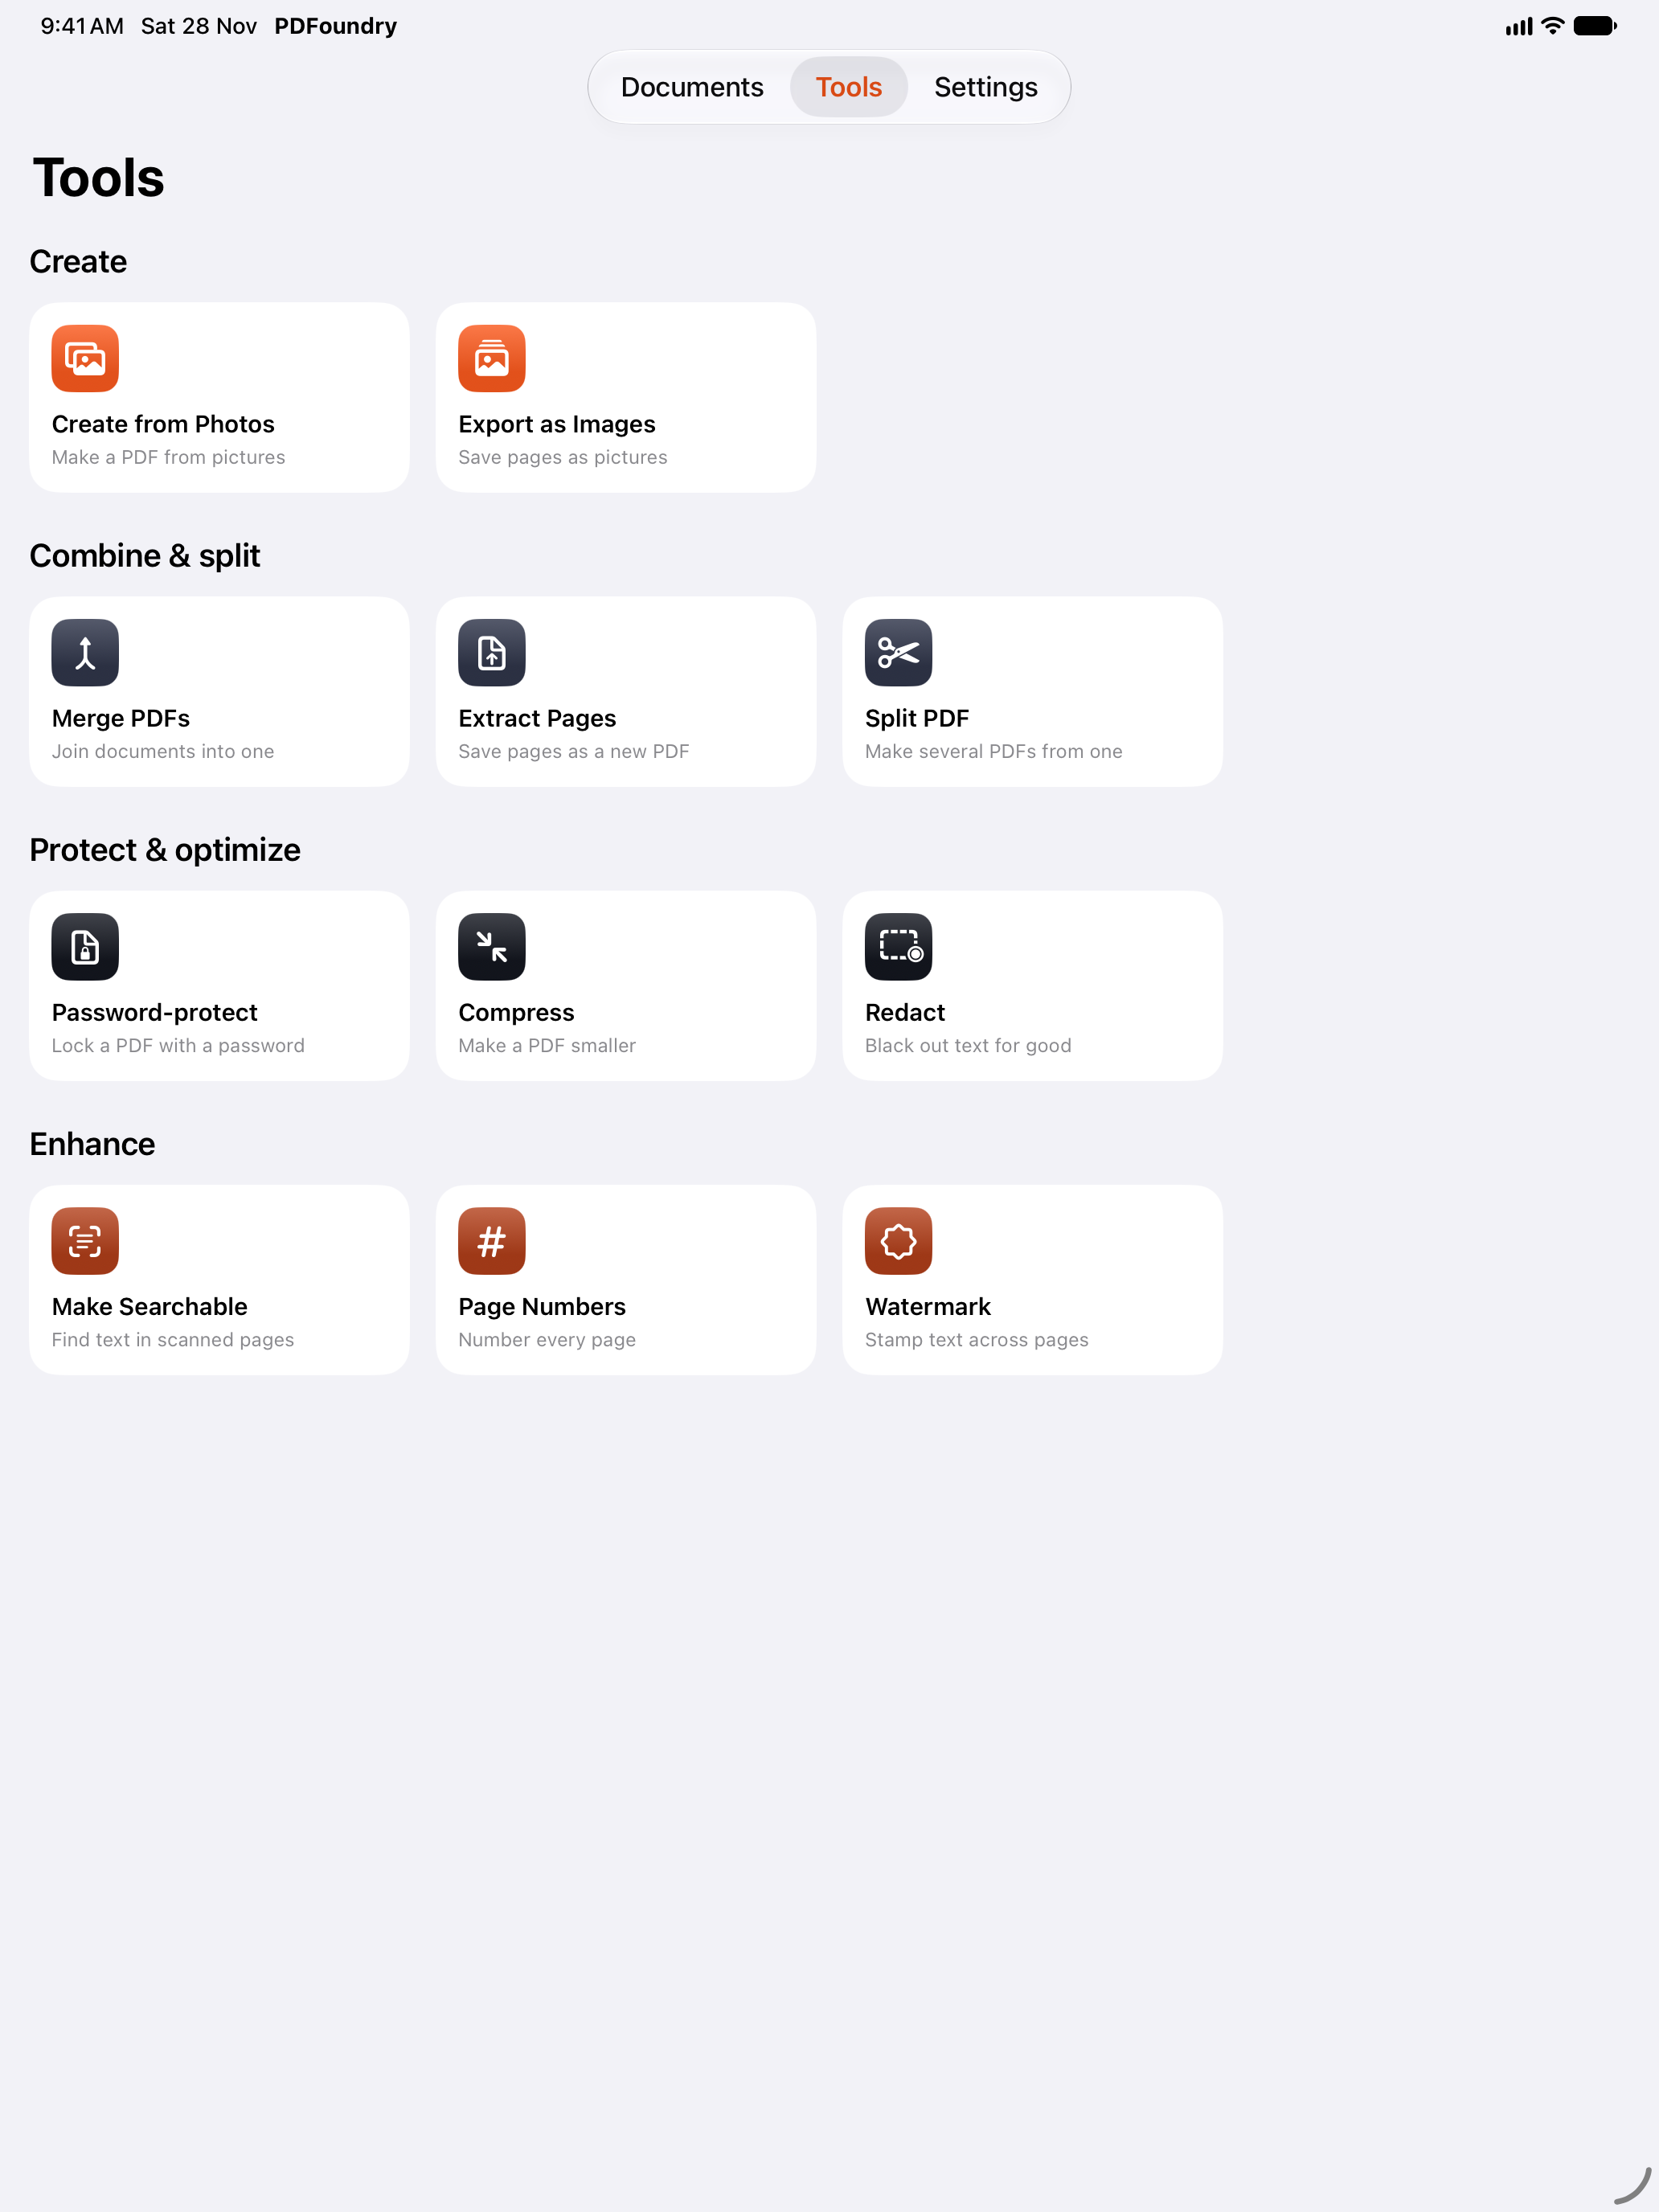 9:41 AM Sat 28 Nov PDFoundry
Documents Tools Settings
Tools
Create
Create from Photos
Make a PDF from pictures
Export as Images
Save pages as pictures
Combine & split
Merge PDFs
Join documents into one
Extract Pages
Save pages as a new PDF
Split PDF
Make several PDFs from one
Protect & optimize
Password-protect
Lock a PDF with a password
Compress
Make a PDF smaller
Redact
Black out text for good
Enhance
Make Searchable
Find text in scanned pages
Page Numbers
Number every page
Watermark
Stamp text across pages